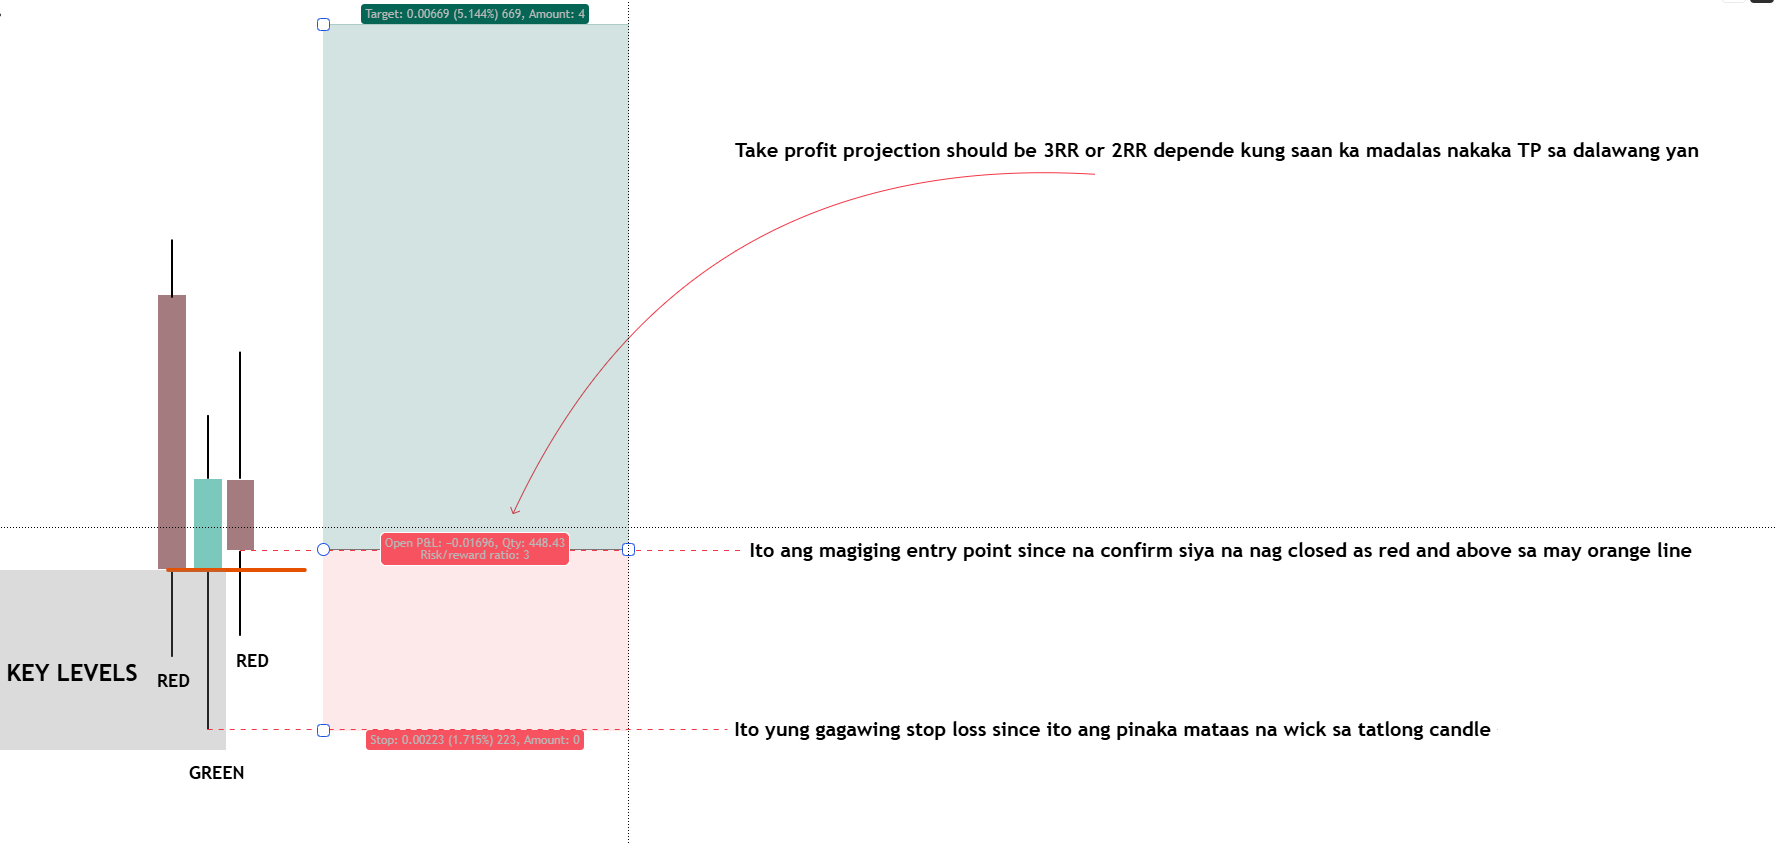 Target: 0.00669 (5.144%) 669, Amount: 4
Take profit projection should be 3RR or 2RR depende kung saan ka madalas nakaka TP sa dalawang yan
Open P&L: −0.01696, Qty: 448.43
Risk/reward ratio: 3
Ito ang magiging entry point since na confirm siya na nag closed as red and above sa may orange line
KEY LEVELS
RED
RED
Ito yung gagawing stop loss since ito ang pinaka mataas na wick sa tatlong candle
Stop: 0.00223 (1.715%) 223, Amount: 0
GREEN